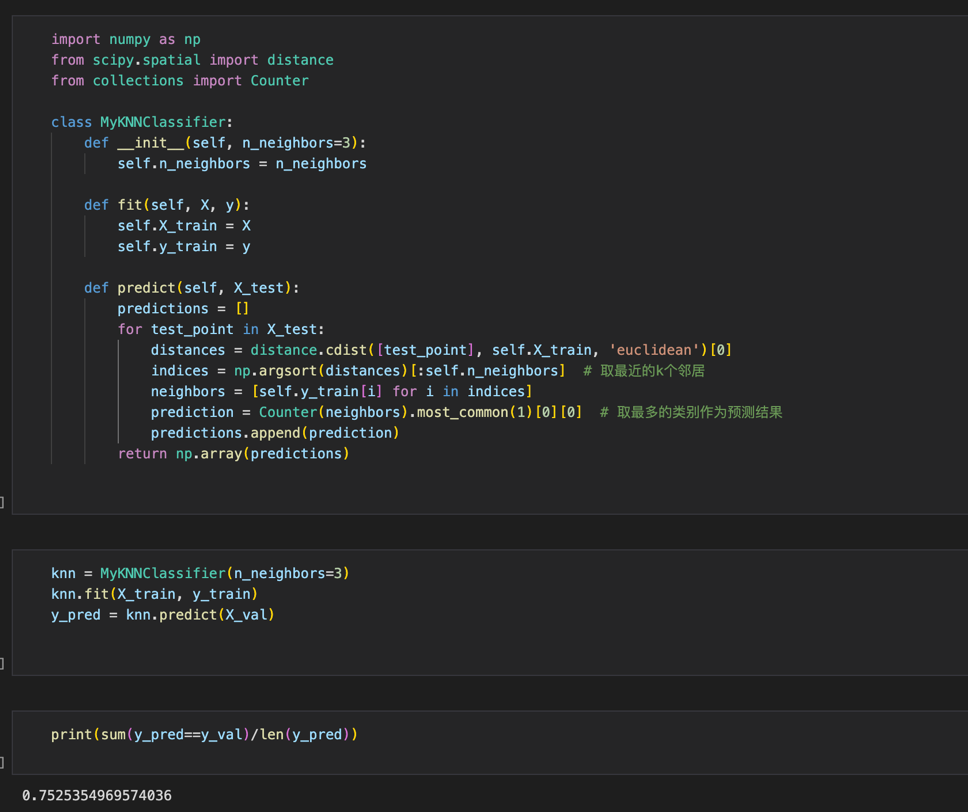 import numpy as np
from scipy.spatial import distance
from collections import Counter
class MyKNNClassifier:
def __init__(self, n_neighbors=3):
self.n_neighbors = n_neighbors
def fit(self, X, y):
self.X_train = X
self.y_train = y
def predict(self, X_test):
predictions = []
for test_point in X_test:
distances = distance.cdist([test_point], self.X_train, 'euclidean')[0]
indices = np.argsort(distances)[:self.n_neighbors]  # 取最近的k个邻居
neighbors = [self.y_train[i] for i in indices]
prediction = Counter(neighbors).most_common(1)[0][0]  # 取最多的类别作为预测结果
predictions.append(prediction)
return np.array(predictions)
knn = MyKNNClassifier(n_neighbors=3)
knn.fit(X_train, y_train)
y_pred = knn.predict(X_val)
print(sum(y_pred==y_val)/len(y_pred))
0.7525354969574036